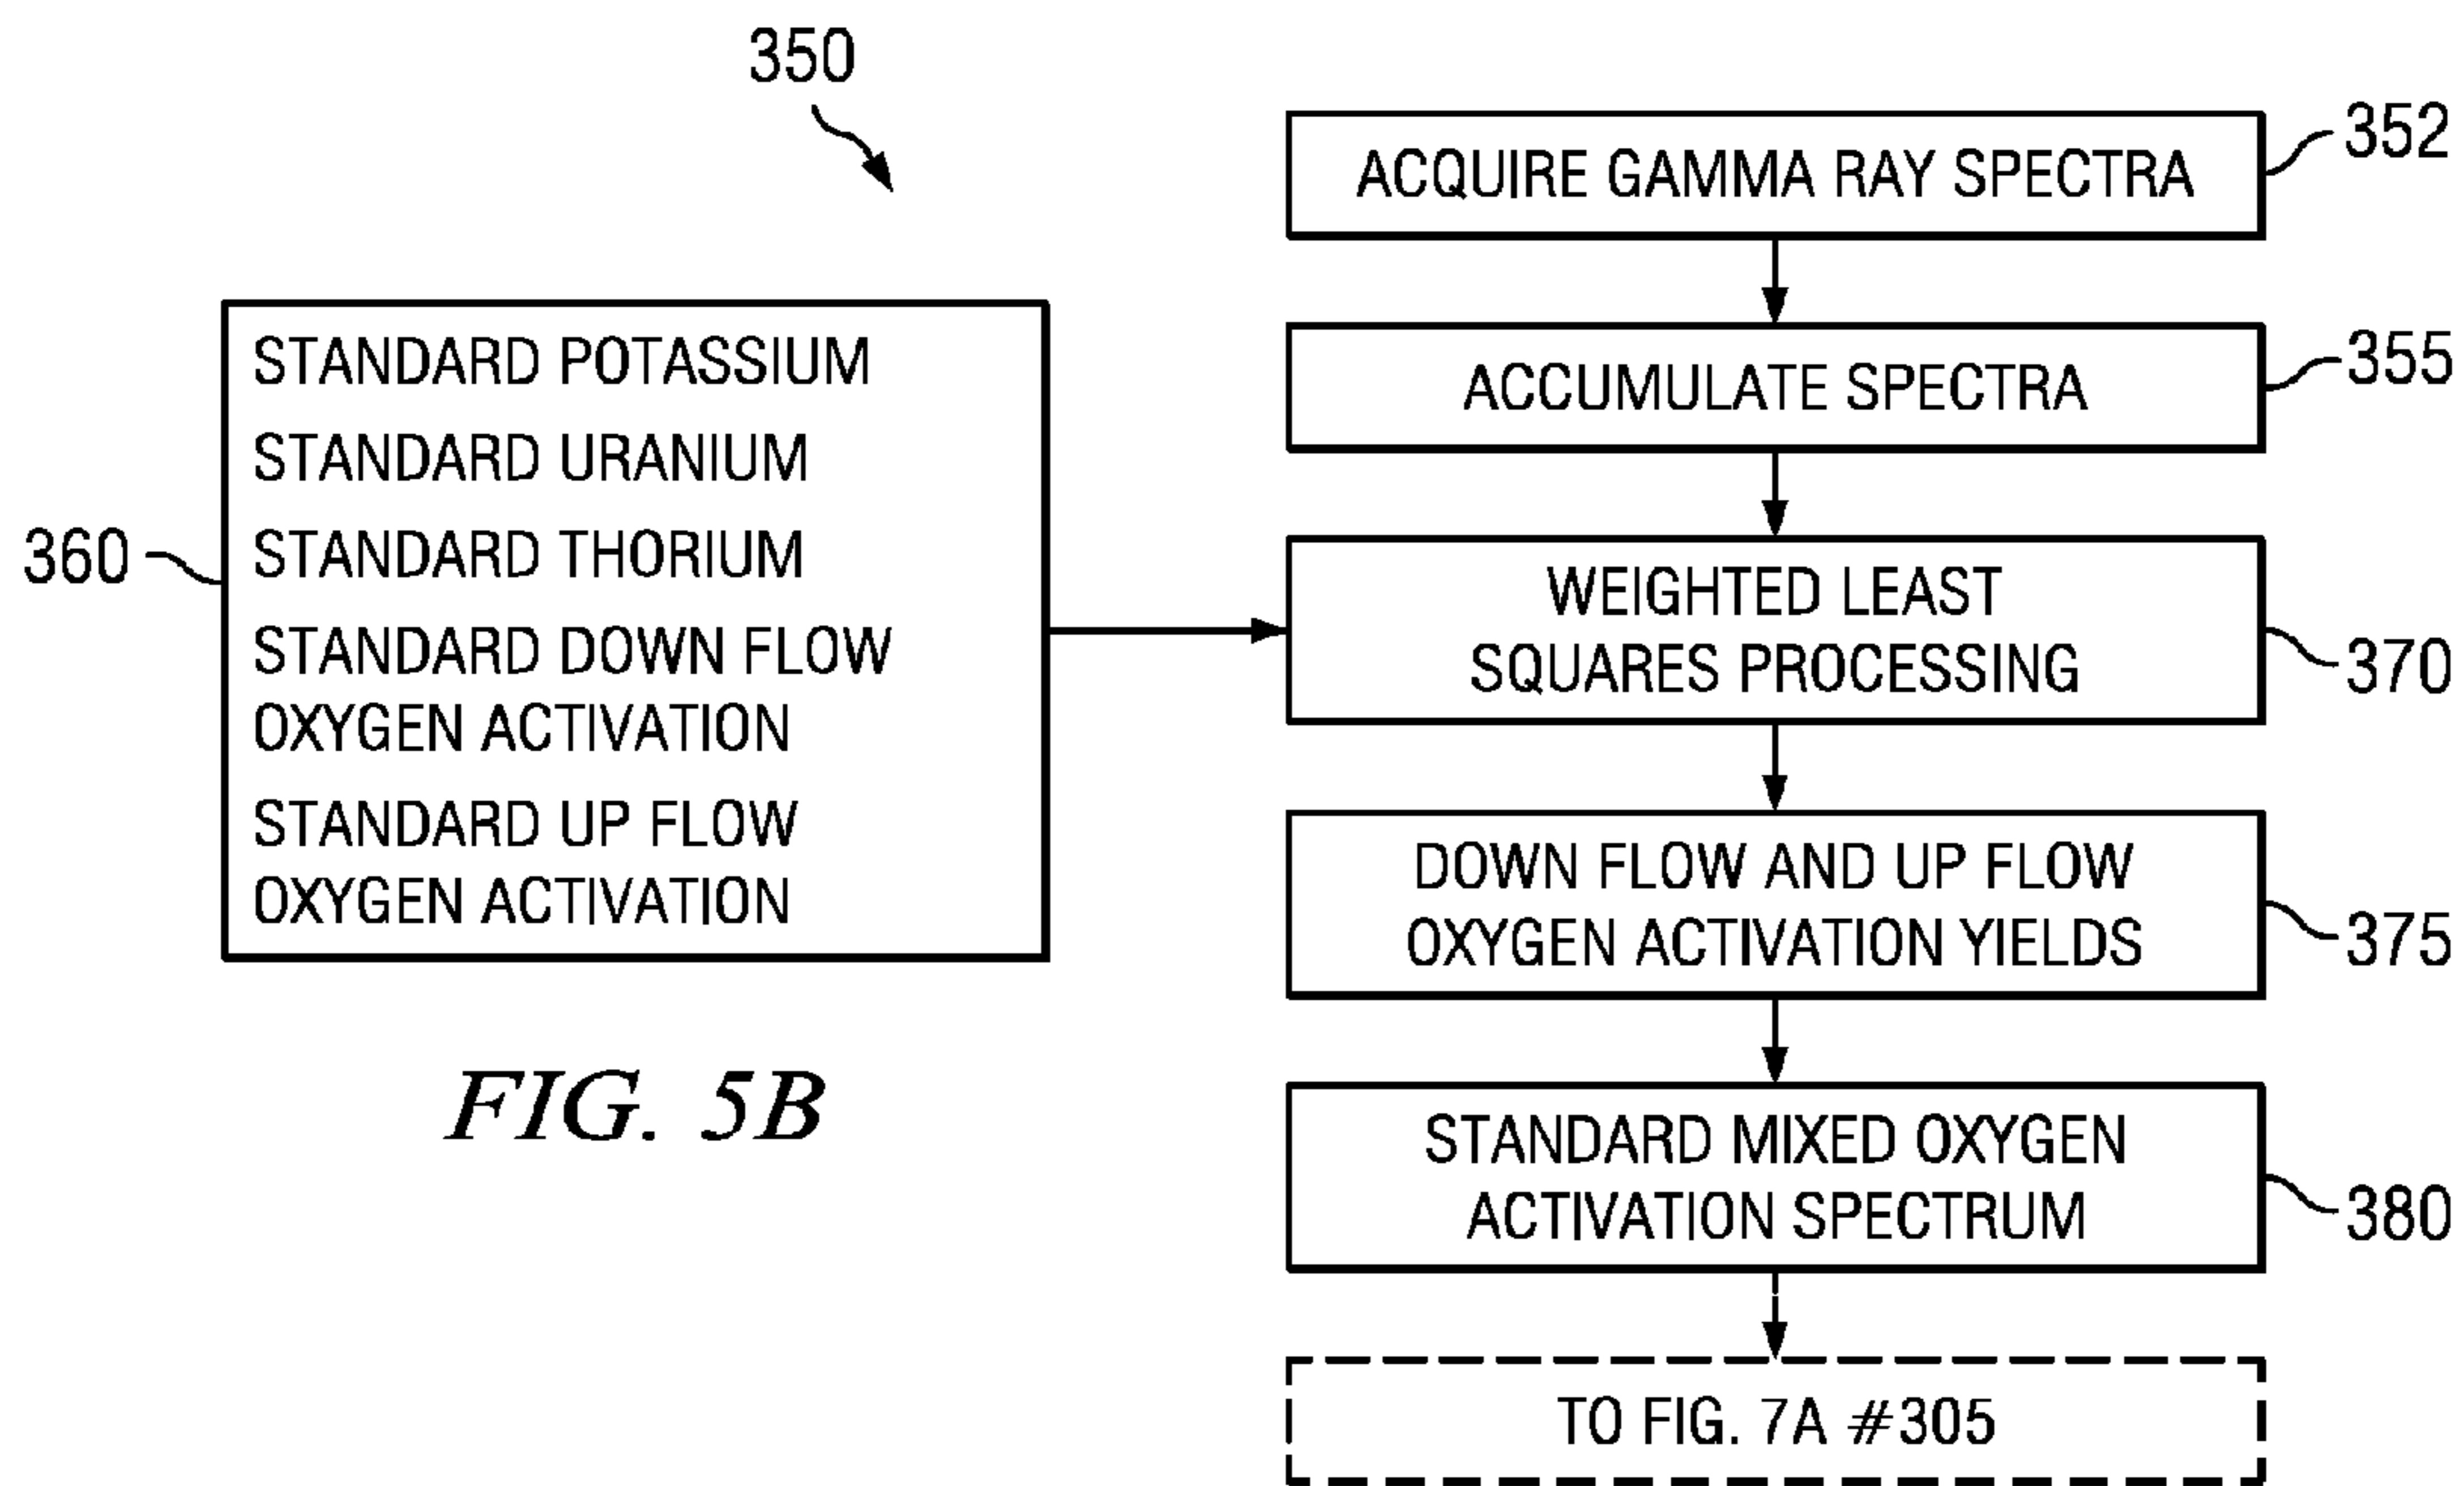 350
ACQUIRE GAMMA RAY SPECTRA
352
ACCUMULATE SPECTRA
355
360
STANDARD POTASSIUM
STANDARD URANIUM
STANDARD THORIUM
STANDARD DOWN FLOW
OXYGEN ACTIVATION
STANDARD UP FLOW
OXYGEN ACTIVATION
WEIGHTED LEAST
SQUARES PROCESSING
370
DOWN FLOW AND UP FLOW
OXYGEN ACTIVATION YIELDS
375
STANDARD MIXED OXYGEN
ACTIVATION SPECTRUM
380
TO FIG. 7A #305
FIG. 5B